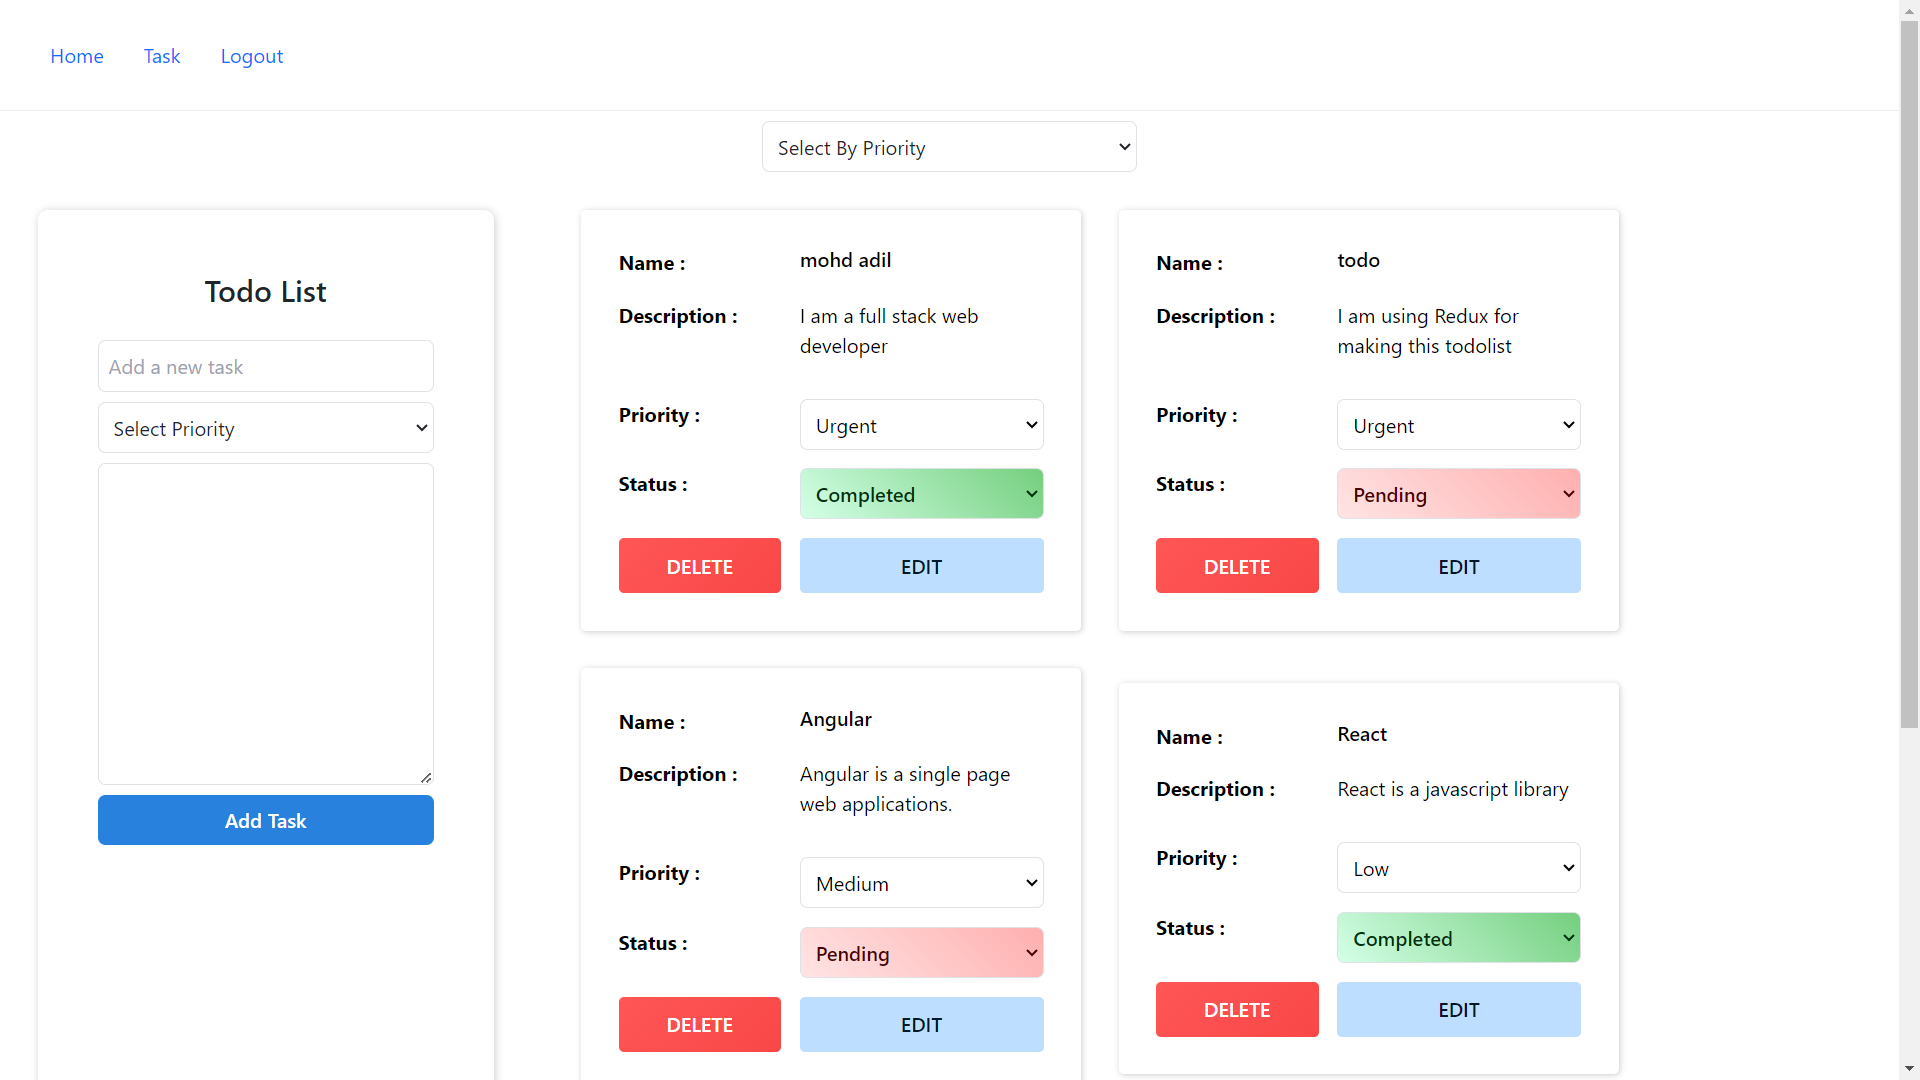 Home Task Logout
Select By Priority
Todo List
Add a new task
Select Priority
Add Task
Name : mohd adil
Description : I am a full stack web
developer
Priority : Urgent
Status : Completed
DELETE EDIT
Name : todo
Description : I am using Redux for
making this todolist
Priority : Urgent
Status : Pending
DELETE EDIT
Name : Angular
Description : Angular is a single page
web applications.
Priority : Medium
Status : Pending
DELETE EDIT
Name : React
Description : React is a javascript library
Priority : Low
Status : Completed
DELETE EDIT